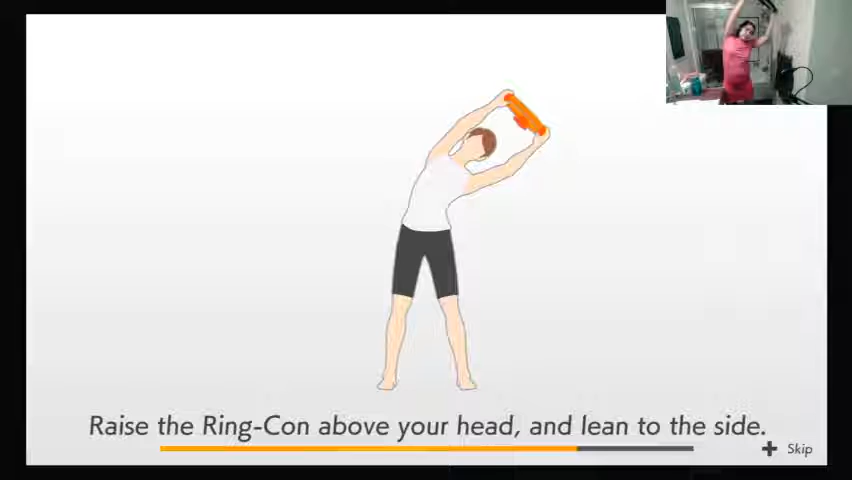 Raise the Ring-Con above your head, and lean to the side.
Skip